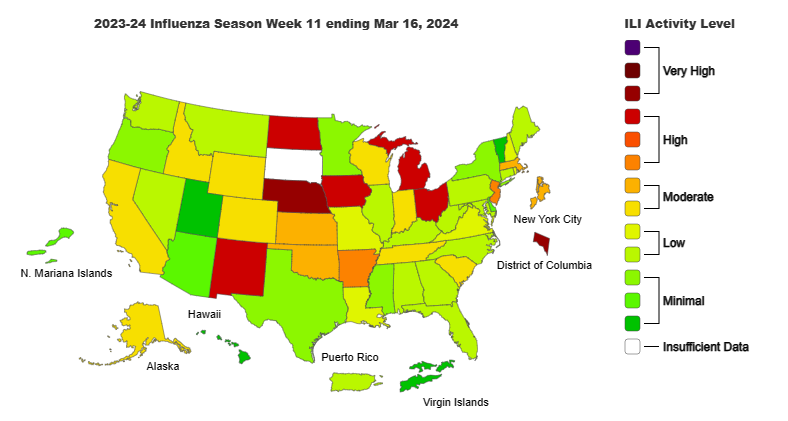 2023-24 Influenza Season Week 11 ending Mar 16, 2024
ILI Activity Level
Very High
High
Moderate
Low
Minimal
Insufficient Data
New York City
District of Columbia
N. Mariana Islands
Hawaii
Alaska
Puerto Rico
Virgin Islands